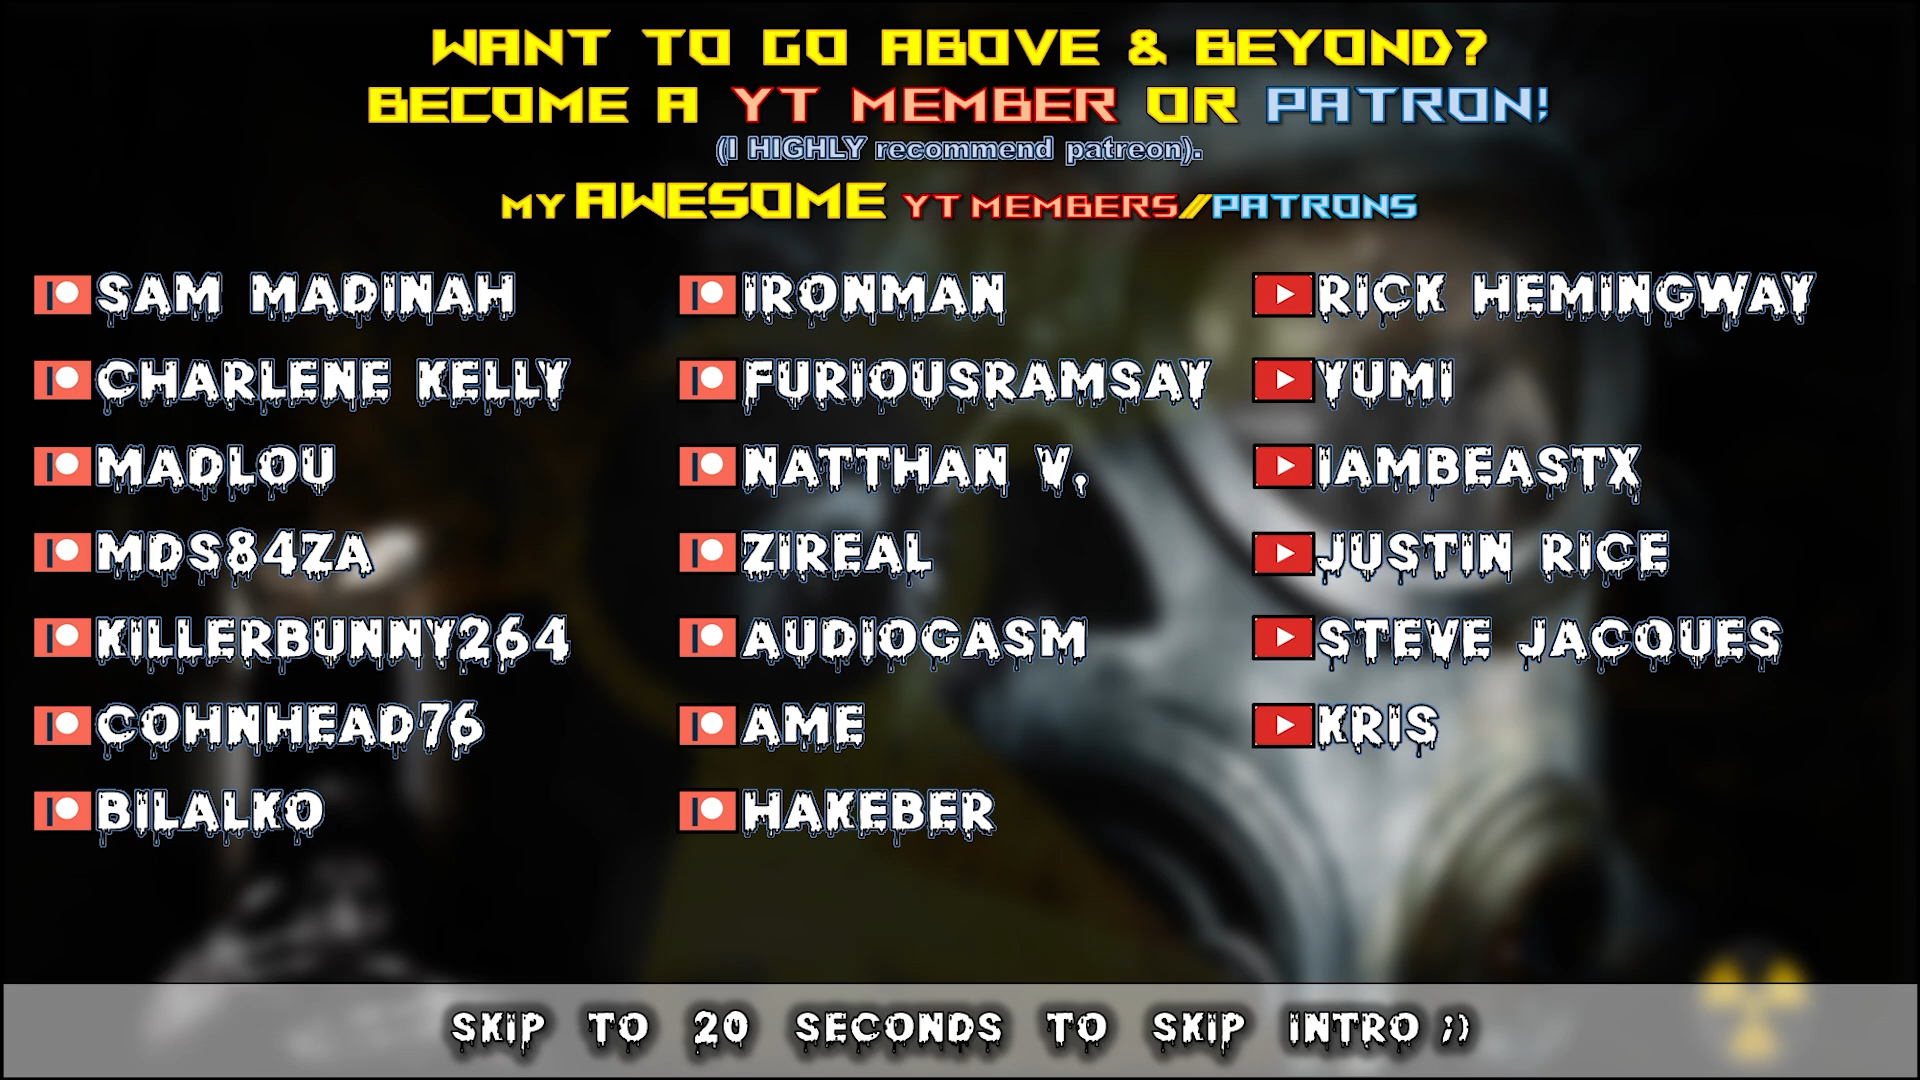 WANT TO GO ABOVE & BEYOND?
BECOME A YT MEMBER OR PATRON!
(I HIGHLY recommend patreon).
MY AWESOME YT MEMBERS//PATRONS
SAM MADINAH
CHARLENE KELLY
MADLOU
MDS84ZA
KILLERBUNNY264
COHNHEAD76
BILALKO
IRONMAN
FURIOUSRAMSAY
NATTHAN V.
ZIREAL
AUDIOGASM
AME
HAKEBER
RICK HEMINGWAY
YUMI
IAMBEASTX
JUSTIN RICE
STEVE JACQUES
KRIS
SKIP TO 20 SECONDS TO SKIP INTRO ;)